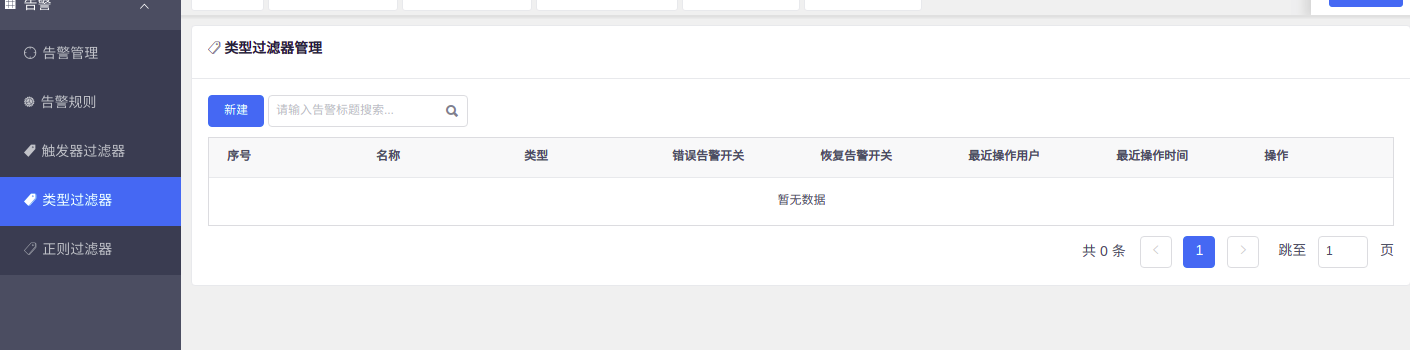 告警
告警管理
告警规则
触发器过滤器
类型过滤器
正则过滤器
类型过滤器管理
新建
请输入告警标题搜索...
序号 名称 类型 错误告警开关 恢复告警开关 最近操作用户 最近操作时间 操作
暂无数据
共 0 条 1 跳至 1 页